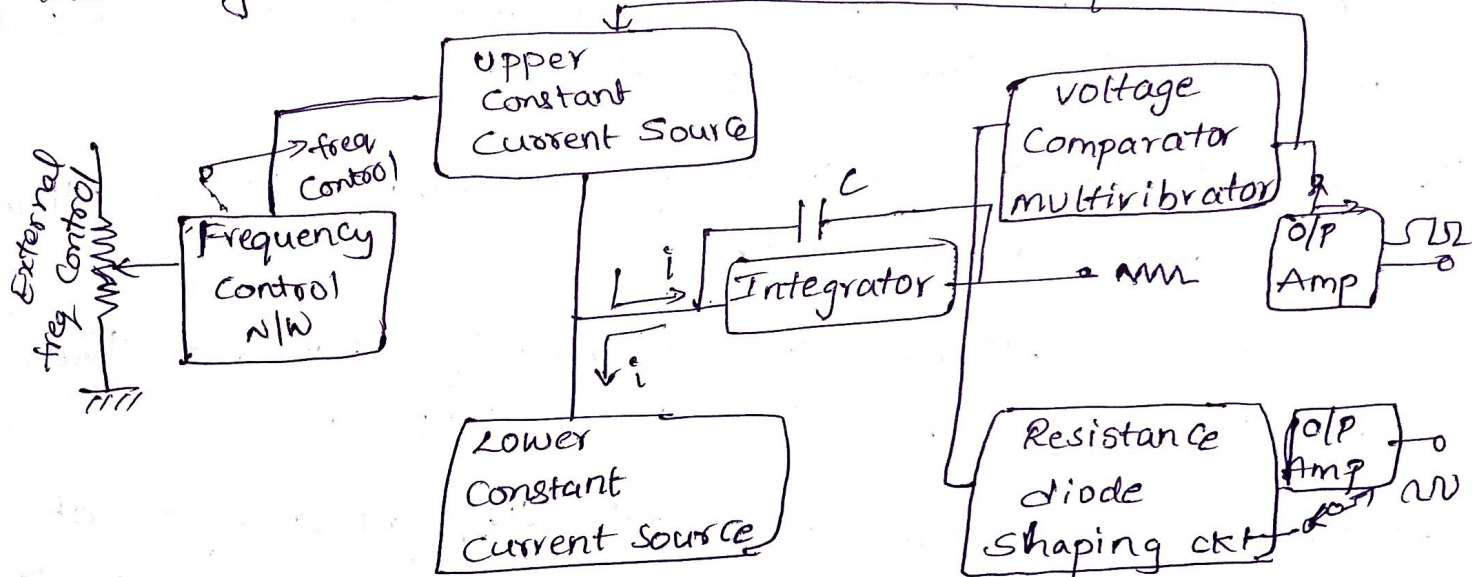 Upper
Constant
Current Source
voltage
Comparator
multivibrator
freq
Control
External
freq Control
Frequency
Control
N/W
i
i
C
Integrator
O/P
Amp
Lower
Constant
Current Source
Resistance
diode
Shaping ckt
O/P
Amp